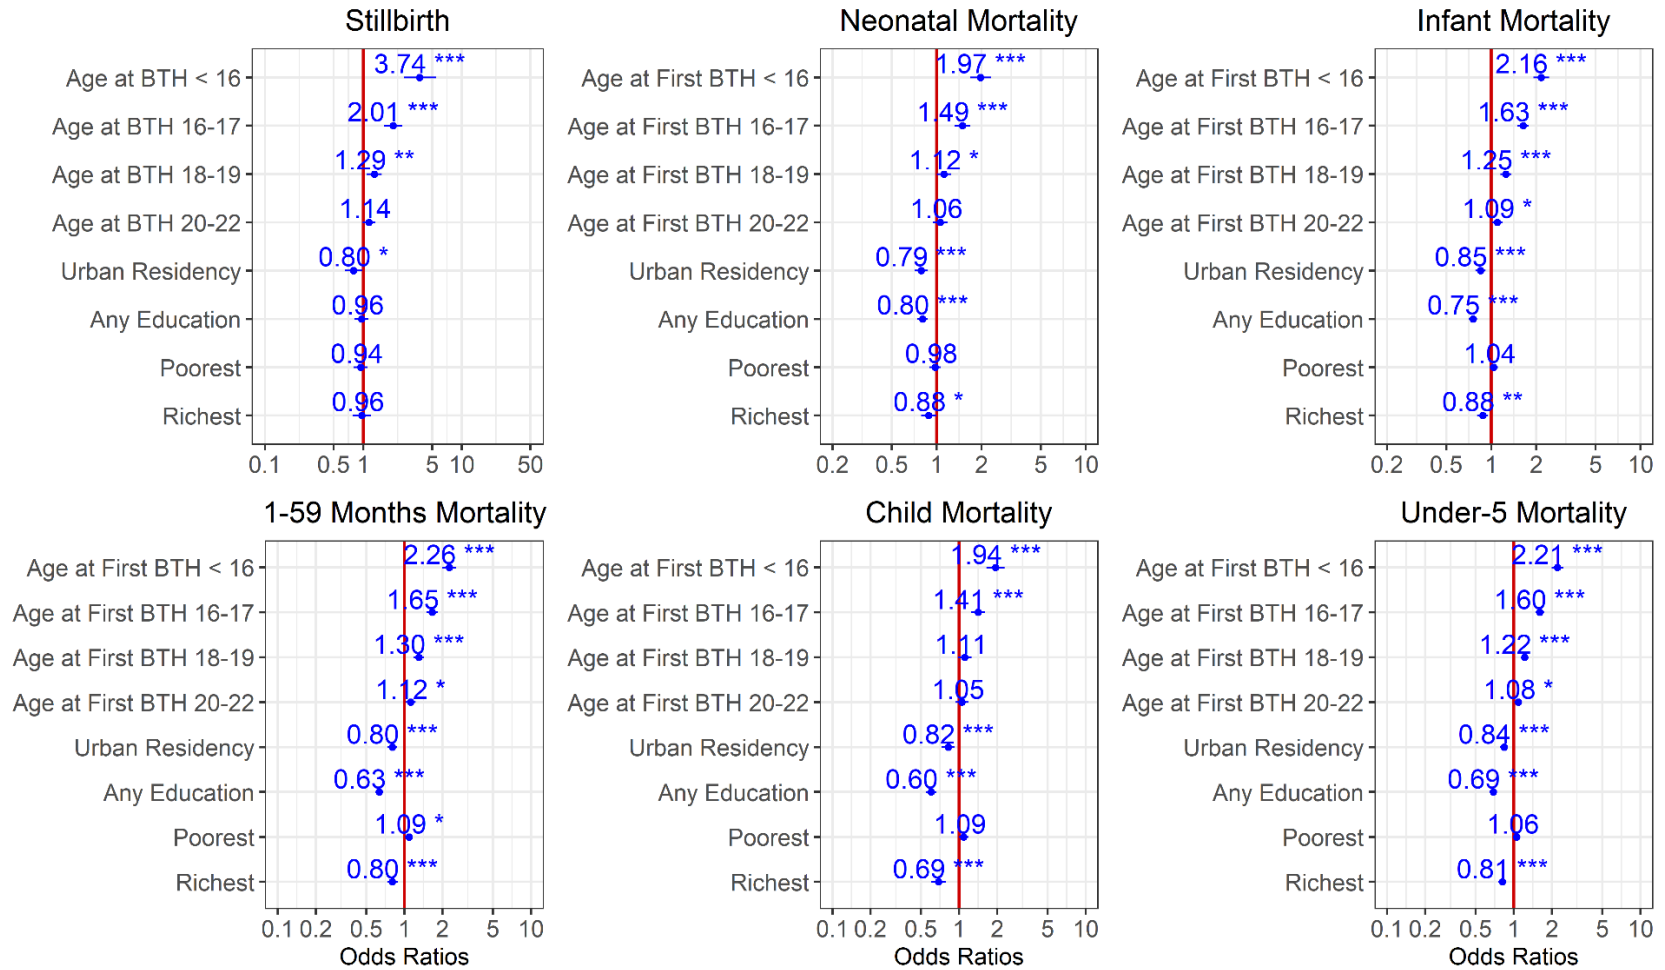 Stillbirth
Age at BTH < 16
3.74 ***
Age at BTH 16-17
2.01 ***
Age at BTH 18-19
1.29 **
Age at BTH 20-22
1.14
Urban Residency
0.80 *
Any Education
0.96
Poorest
0.94
Richest
0.96
0.1 0.5 1 5 10 50
Neonatal Mortality
Age at First BTH < 16
1.97 ***
Age at First BTH 16-17
1.49 ***
Age at First BTH 18-19
1.12 *
Age at First BTH 20-22
1.06
Urban Residency
0.79 ***
Any Education
0.80 ***
Poorest
0.98
Richest
0.88 *
0.2 0.5 1 2 5 10
Infant Mortality
Age at First BTH < 16
2.16 ***
Age at First BTH 16-17
1.63 ***
Age at First BTH 18-19
1.25 ***
Age at First BTH 20-22
1.09 *
Urban Residency
0.85 ***
Any Education
0.75 ***
Poorest
1.04
Richest
0.88 **
0.2 0.5 1 2 5 10
1-59 Months Mortality
Age at First BTH < 16
2.26 ***
Age at First BTH 16-17
1.65 ***
Age at First BTH 18-19
1.30 ***
Age at First BTH 20-22
1.12 *
Urban Residency
0.80 ***
Any Education
0.63 ***
Poorest
1.09 *
Richest
0.80 ***
0.1 0.2 0.5 1 2 5 10
Odds Ratios
Child Mortality
Age at First BTH < 16
1.94 ***
Age at First BTH 16-17
1.41 ***
Age at First BTH 18-19
1.11
Age at First BTH 20-22
1.05
Urban Residency
0.82 ***
Any Education
0.60 ***
Poorest
1.09
Richest
0.69 ***
0.1 0.2 0.5 1 2 5 10
Odds Ratios
Under-5 Mortality
Age at First BTH < 16
2.21 ***
Age at First BTH 16-17
1.60 ***
Age at First BTH 18-19
1.22 ***
Age at First BTH 20-22
1.08 *
Urban Residency
0.84 ***
Any Education
0.69 ***
Poorest
1.06
Richest
0.81 ***
0.1 0.2 0.5 1 2 5 10
Odds Ratios